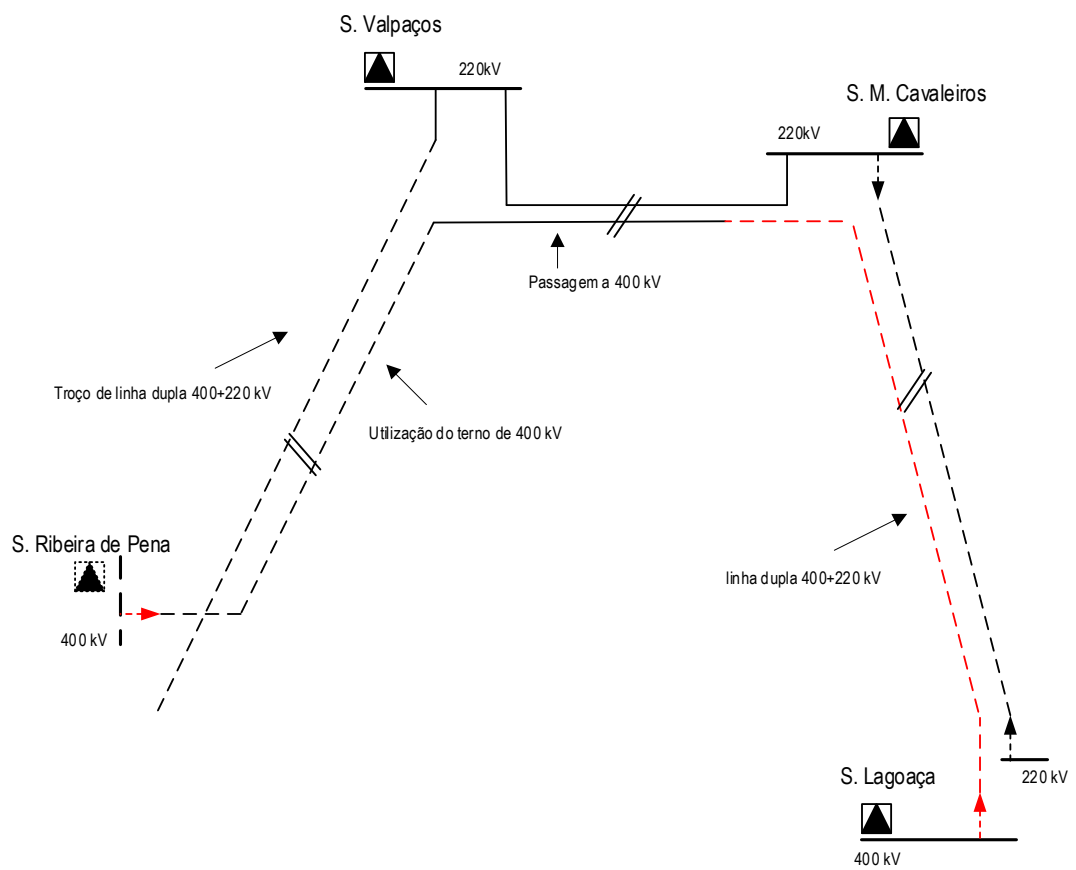 S. Valpaços
220kV
S. M. Cavaleiros
220kV
Passagem a 400 kV
Troço de linha dupla 400+220 kV
Utilização do terno de 400 kV
S. Ribeira de Pena
400 kV
linha dupla 400+220 kV
S. Lagoaça
220 kV
400 kV